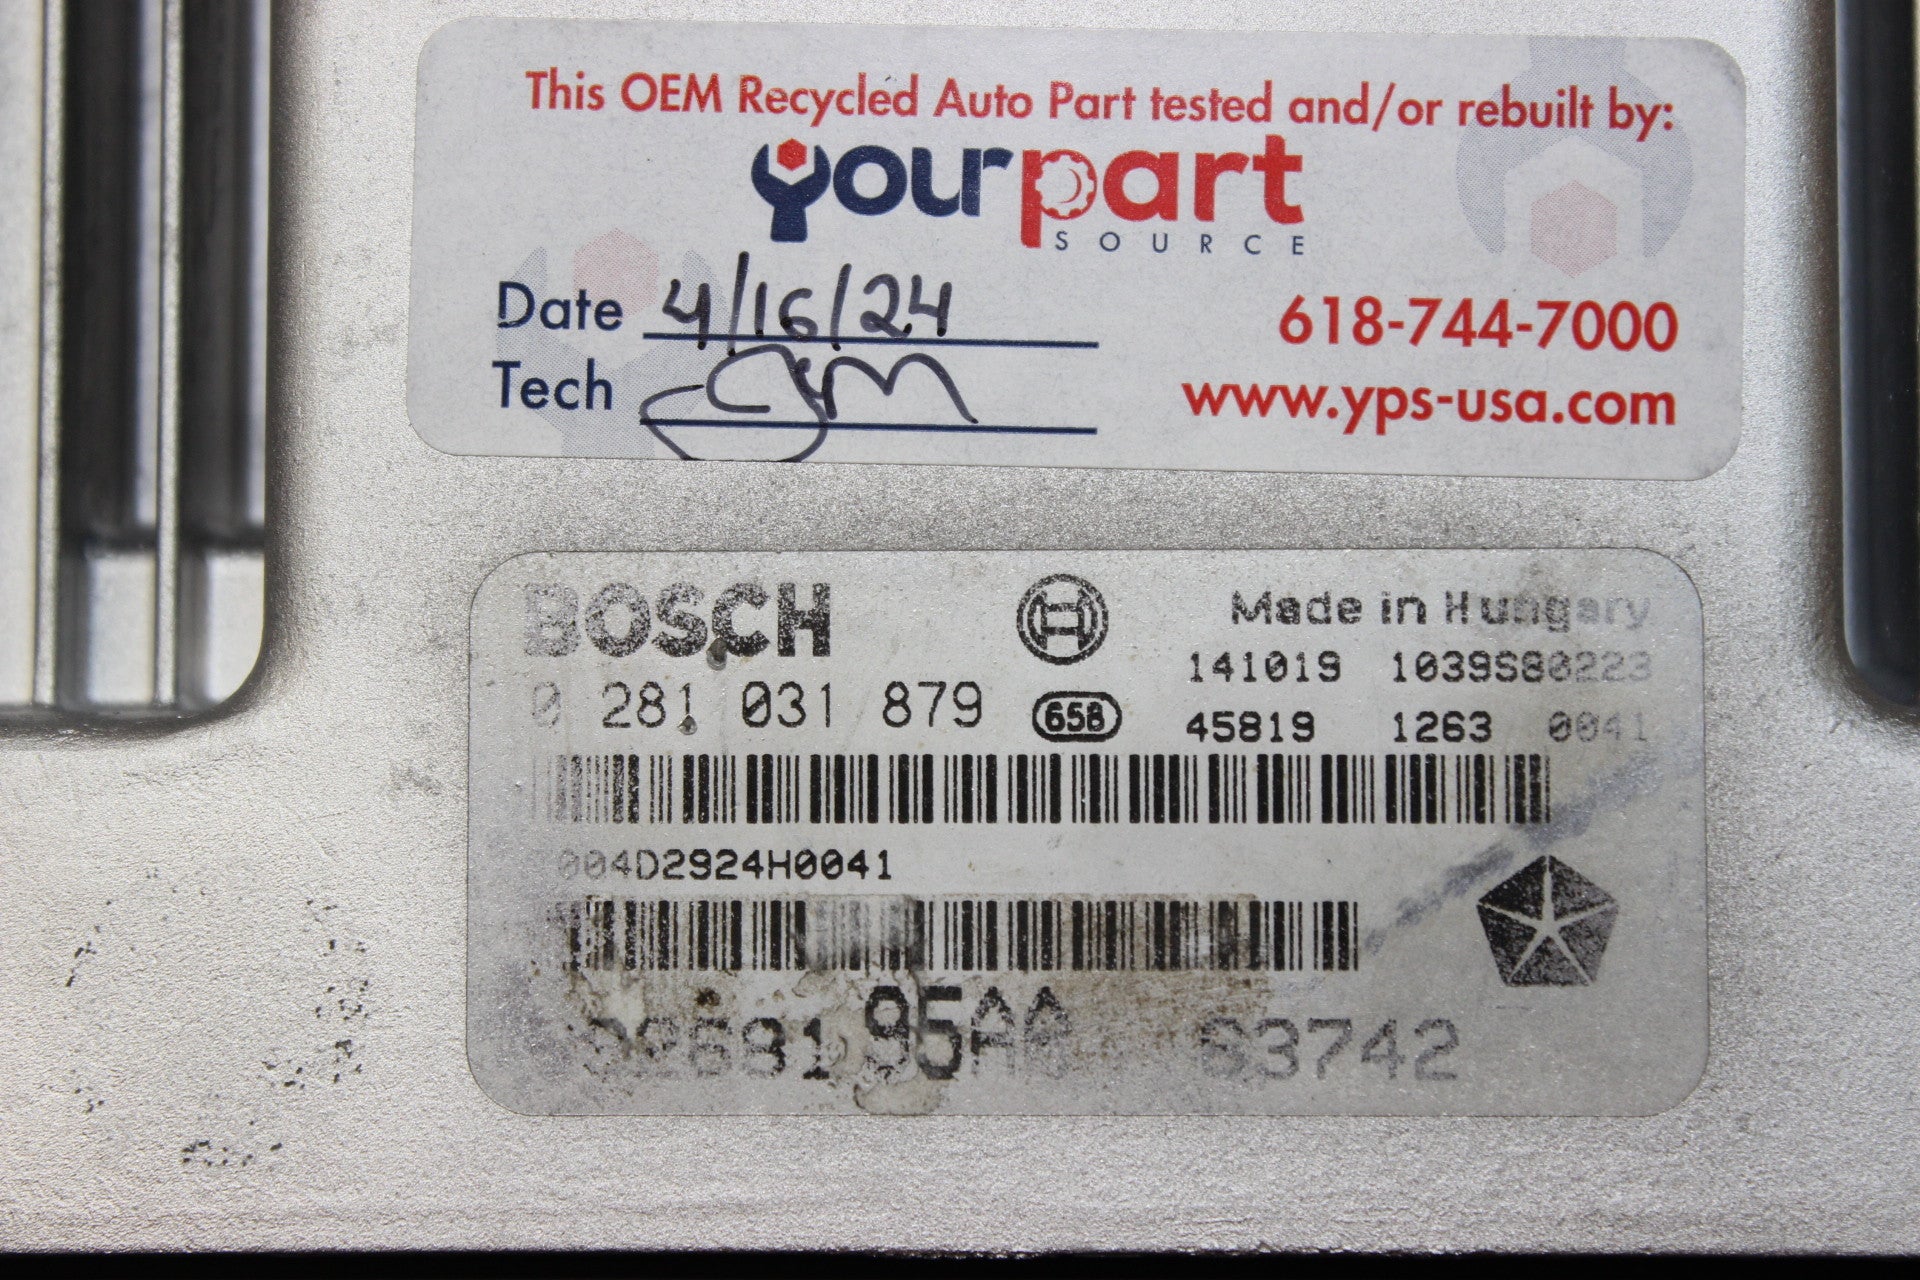 This OEM Recycled Auto Part tested and/or rebuilt by:
yourpart
SOURCE
Date 4/16/24
618-744-7000
Tech
www.yps-usa.com
BOSCH
Made in Hungary
141019 1039S80223
0 281 031 879
658
45819 1263 0041
004D2924H0041
95AA 63742